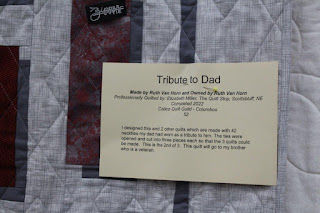 Tribute to Dad
Made by Ruth Van Horn and Owned by Ruth Van Horn
Professionally Quilted by: Elizabeth Miller, The Quilt Stop, Scottsbluff, NE
Completed 2022
Calico Quilt Guild - Columbus
52
I designed this and 2 other quilts which are made with 42
neckties my dad had worn as a tribute to him. The ties were
opened and cut into three pieces each so that the 3 quilts could
be made. This is the 2nd of 3. This quilt will go to my brother
who is a veteran.